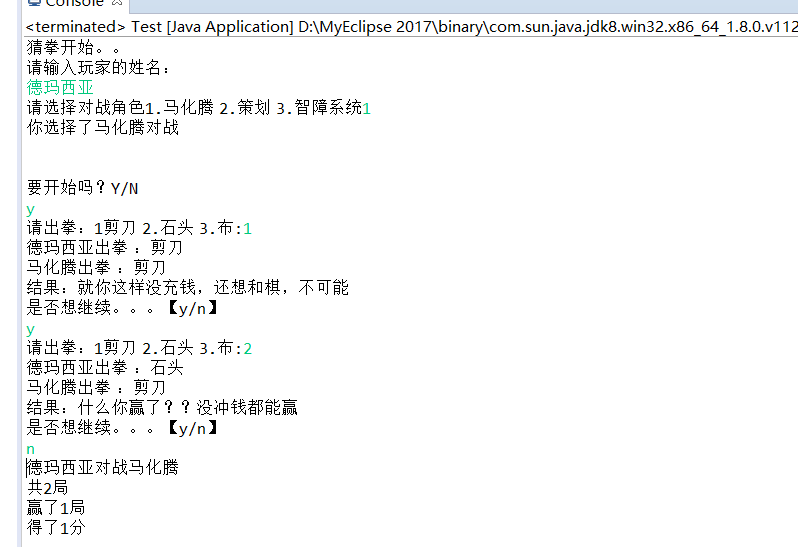 Console
<terminated> Test [Java Application] D:\MyEclipse 2017\binary\com.sun.java.jdk8.win32.x86_64_1.8.0.v112
猜拳开始。。
请输入玩家的姓名：
德玛西亚
请选择对战角色1.马化腾 2.策划 3.智障系统1
你选择了马化腾对战
要开始吗？Y/N
y
请出拳：1剪刀 2.石头 3.布:1
德玛西亚出拳 ：剪刀
马化腾出拳 ：剪刀
结果：就你这样没充钱，还想和棋，不可能
是否想继续。。。【y/n】
y
请出拳：1剪刀 2.石头 3.布:2
德玛西亚出拳 ：石头
马化腾出拳 ：剪刀
结果：什么你赢了？？没冲钱都能赢
是否想继续。。。【y/n】
n
德玛西亚对战马化腾
共2局
赢了1局
得了1分